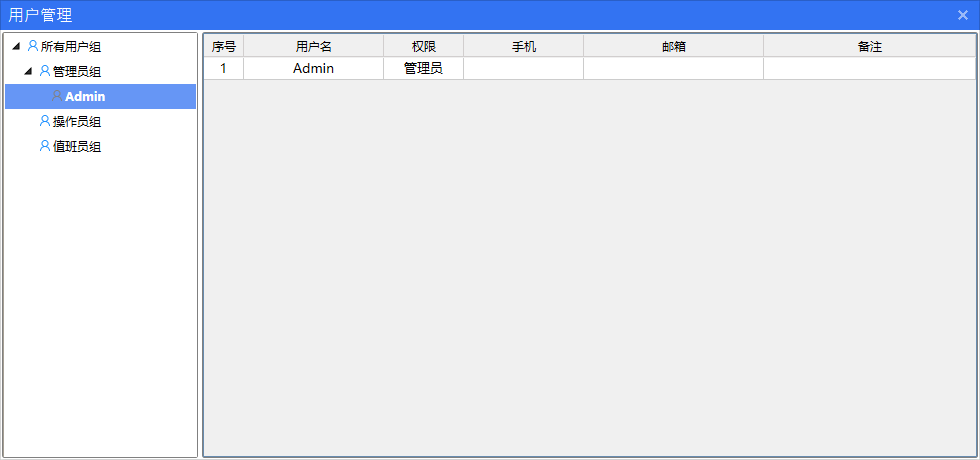 用户管理
所有用户组
管理员组
Admin
操作员组
值班员组
序号 用户名 权限 手机 邮箱 备注
1 Admin 管理员